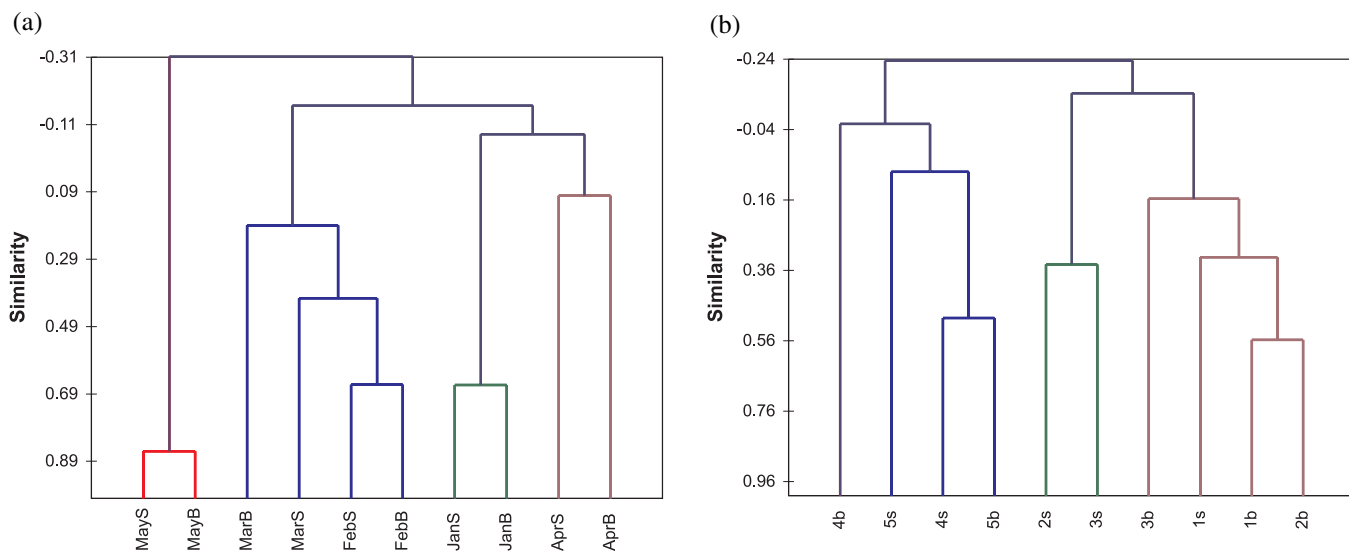 (a)
Similarity
-0.31
-0.11
0.09
0.29
0.49
0.69
0.89
MayS
MayB
MarB
MarS
FebS
FebB
JanS
JanB
AprS
AprB
(b)
Similarity
-0.24
-0.04
0.16
0.36
0.56
0.76
0.96
4b
5s
4s
5b
2s
3s
3b
1s
1b
2b